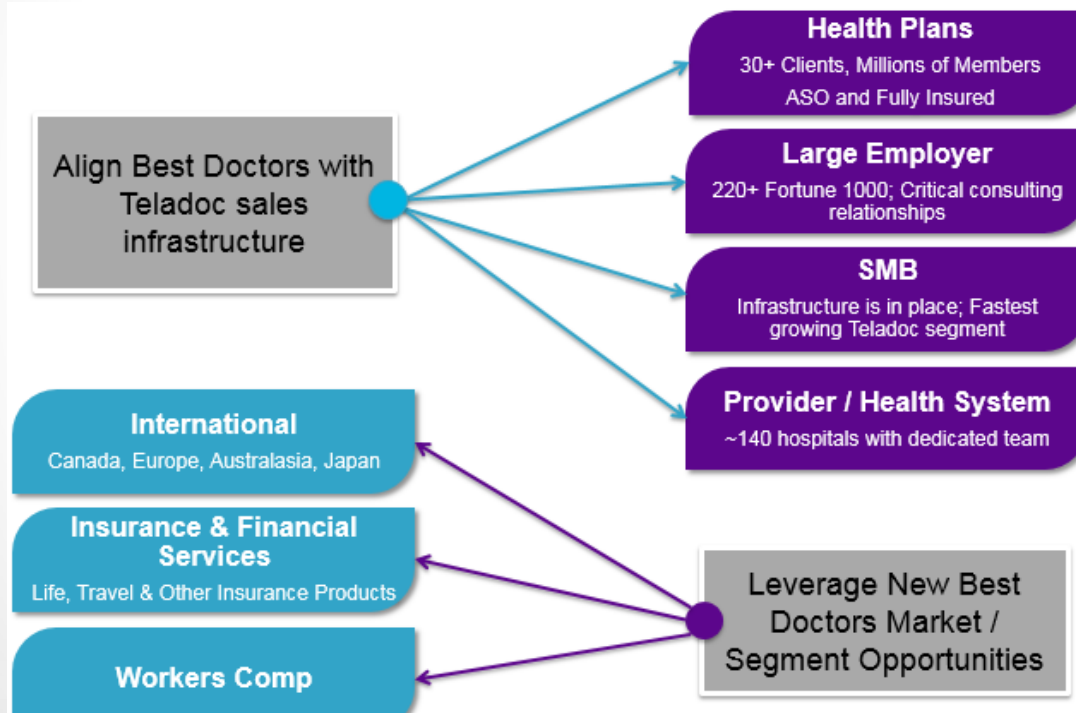 Align Best Doctors with
Teladoc sales
infrastructure
Health Plans
30+ Clients, Millions of Members
ASO and Fully Insured
Large Employer
220+ Fortune 1000; Critical consulting
relationships
SMB
Infrastructure is in place; Fastest
growing Teladoc segment
Provider / Health System
~140 hospitals with dedicated team
International
Canada, Europe, Australasia, Japan
Insurance & Financial
Services
Life, Travel & Other Insurance Products
Workers Comp
Leverage New Best
Doctors Market /
Segment Opportunities